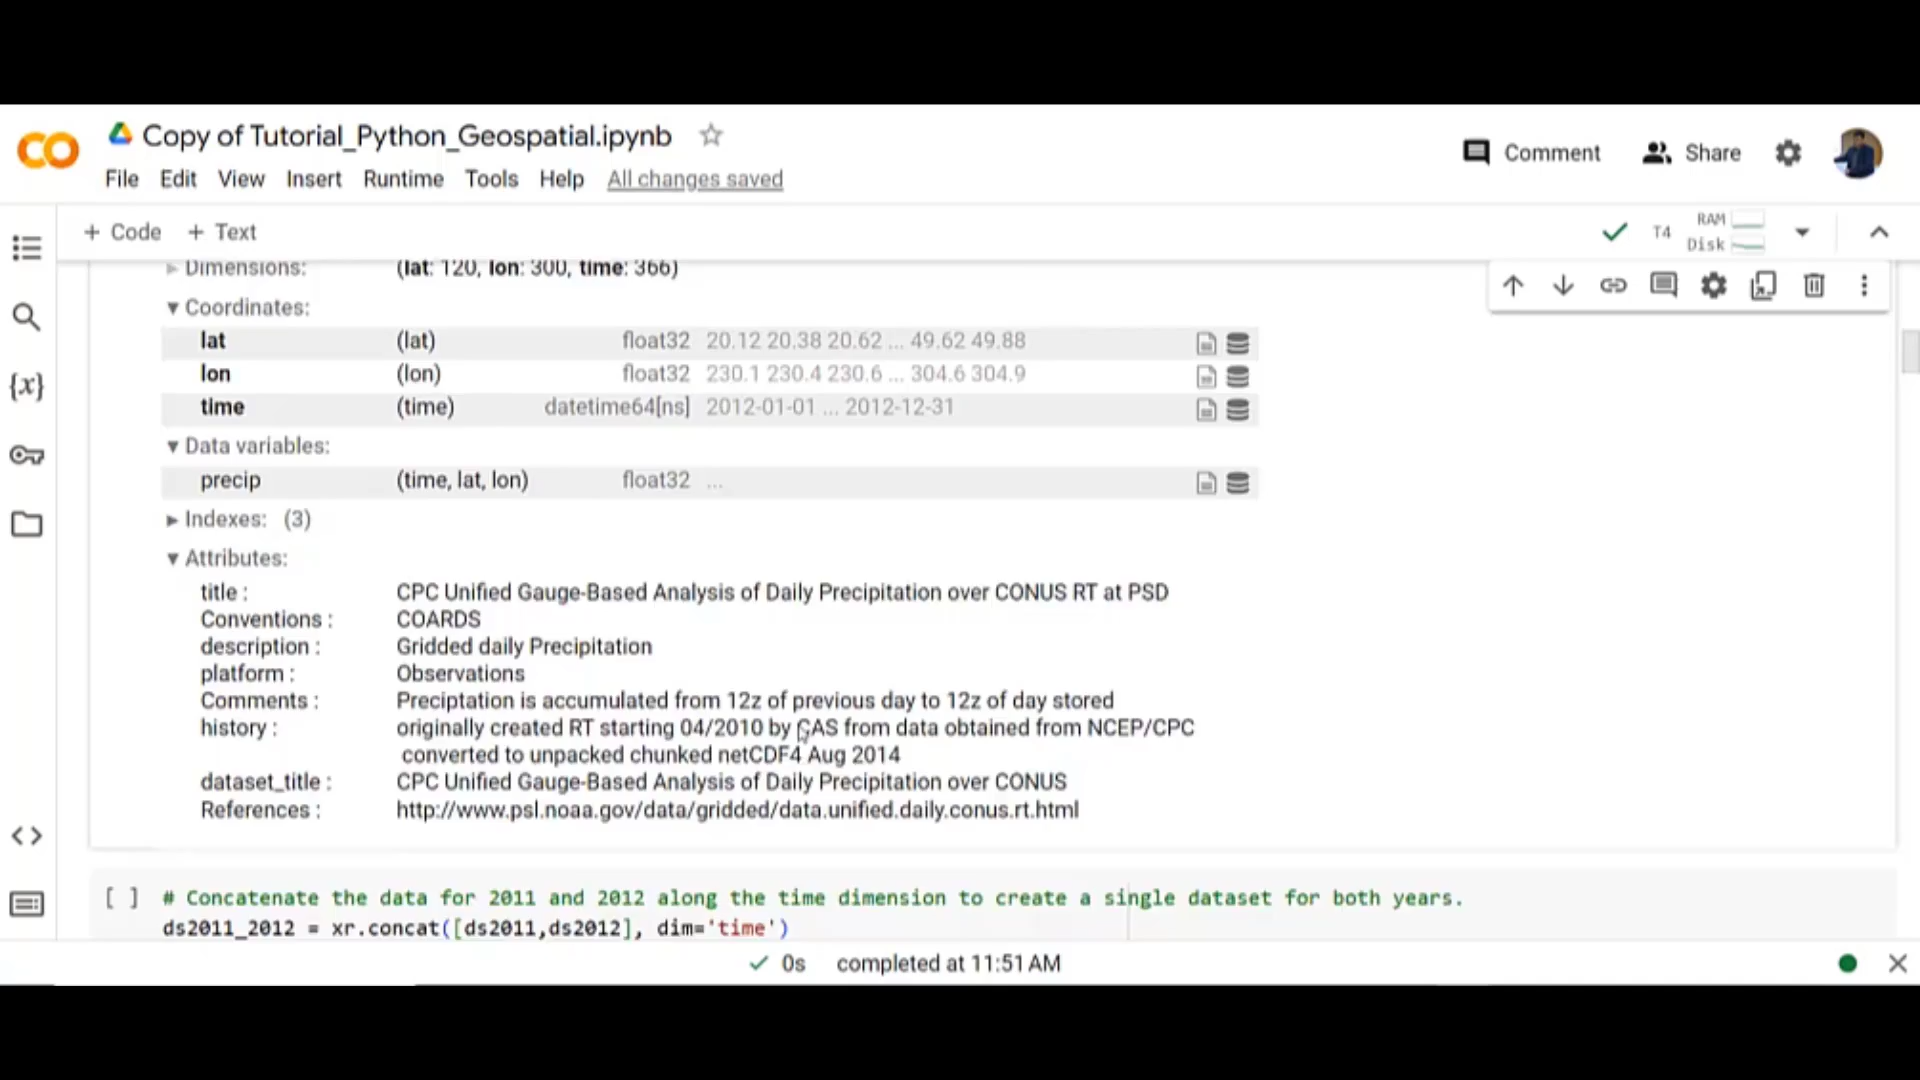 Copy of Tutorial_Python_Geospatial.ipynb
Comment Share
File Edit View Insert Runtime Tools Help All changes saved
+ Code + Text
T4 RAM Disk
Dimensions: (lat: 120, lon: 300, time: 366)
Coordinates:
lat (lat) float32 20.12 20.38 20.62 ... 49.62 49.88
lon (lon) float32 230.1 230.4 230.6 ... 304.6 304.9
time (time) datetime64[ns] 2012-01-01 ... 2012-12-31
Data variables:
precip (time, lat, lon) float32 ...
Indexes: (3)
Attributes:
title : CPC Unified Gauge-Based Analysis of Daily Precipitation over CONUS RT at PSD
Conventions : COARDS
description : Gridded daily Precipitation
platform : Observations
Comments : Preciptation is accumulated from 12z of previous day to 12z of day stored
history : originally created RT starting 04/2010 by CAS from data obtained from NCEP/CPC
converted to unpacked chunked netCDF4 Aug 2014
dataset_title : CPC Unified Gauge-Based Analysis of Daily Precipitation over CONUS
References : http://www.psl.noaa.gov/data/gridded/data.unified.daily.conus.rt.html
[ ] # Concatenate the data for 2011 and 2012 along the time dimension to create a single dataset for both years.
ds2011_2012 = xr.concat([ds2011,ds2012], dim='time')
0s completed at 11:51 AM